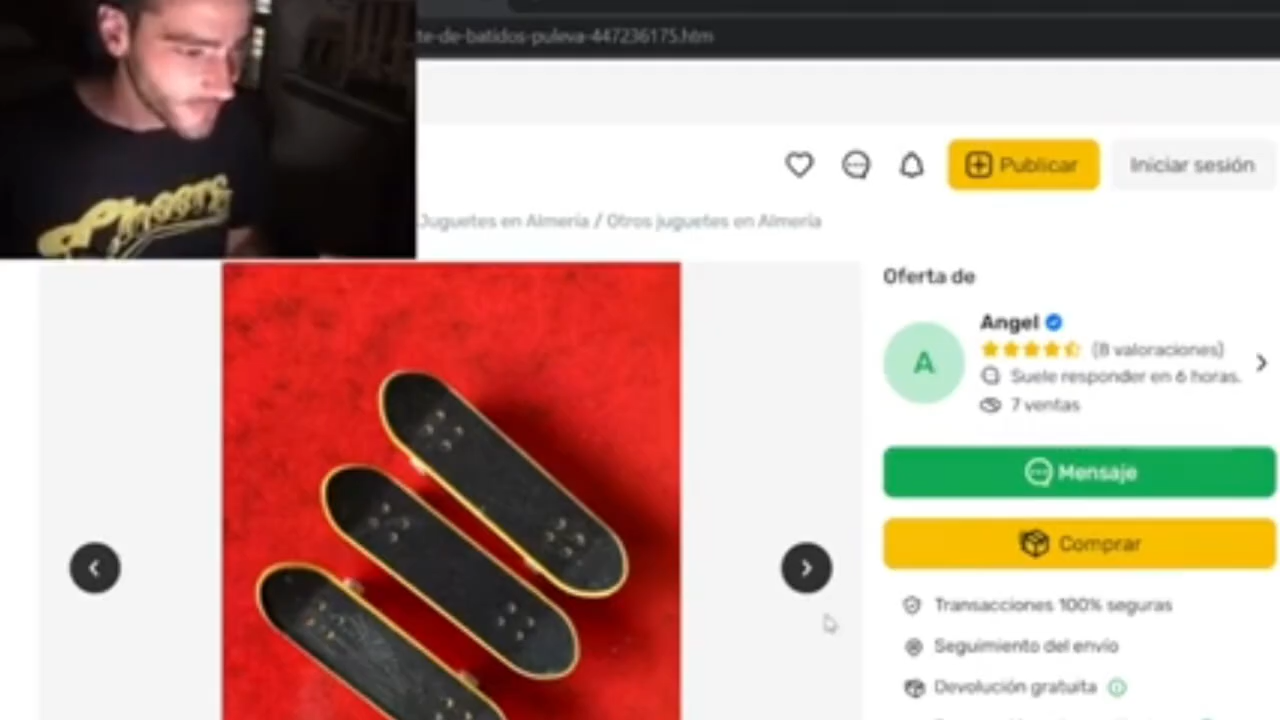 te-de-batidos-puleva-447236175.htm
Publicar
Iniciar sesión
Juguetes en Almería / Otros juguetes en Almería
Oferta de
Angel
A
(8 valoraciones)
Suele responder en 6 horas.
7 ventas
Mensaje
Comprar
Transacciones 100% seguras
Seguimiento del envío
Devolución gratuita